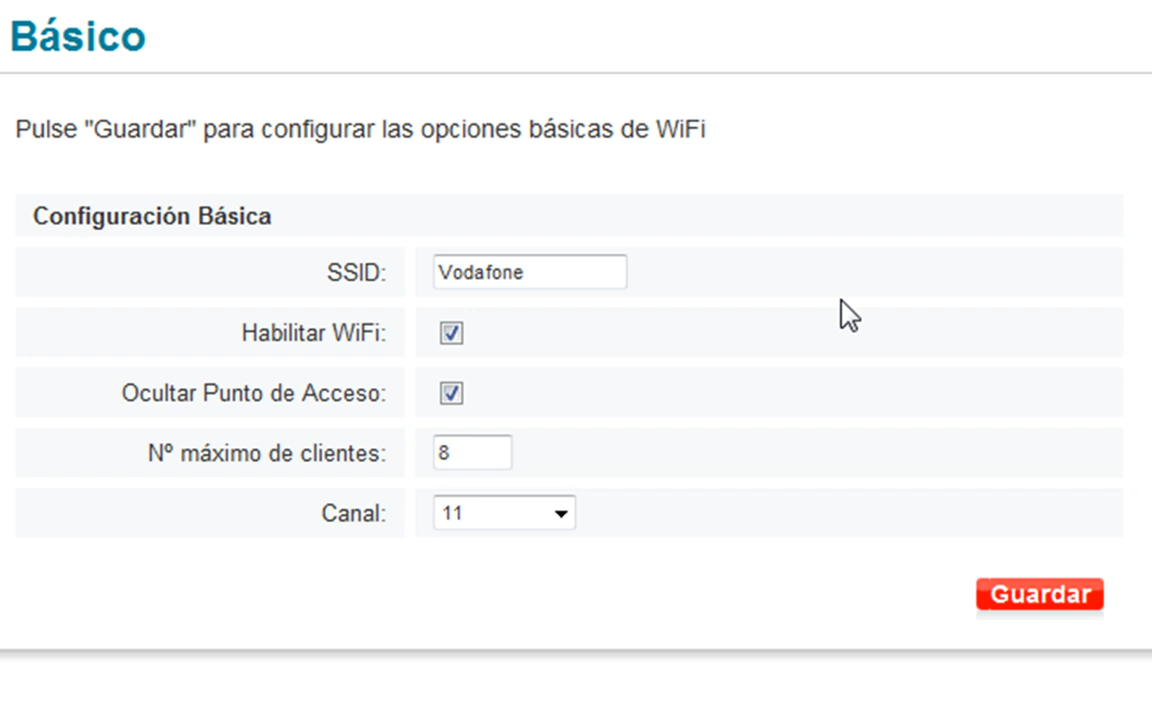 Básico
Pulse "Guardar" para configurar las opciones básicas de WiFi
Configuración Básica
SSID: Vodafone
Habilitar WiFi:
Ocultar Punto de Acceso:
Nº máximo de clientes: 8
Canal: 11
Guardar